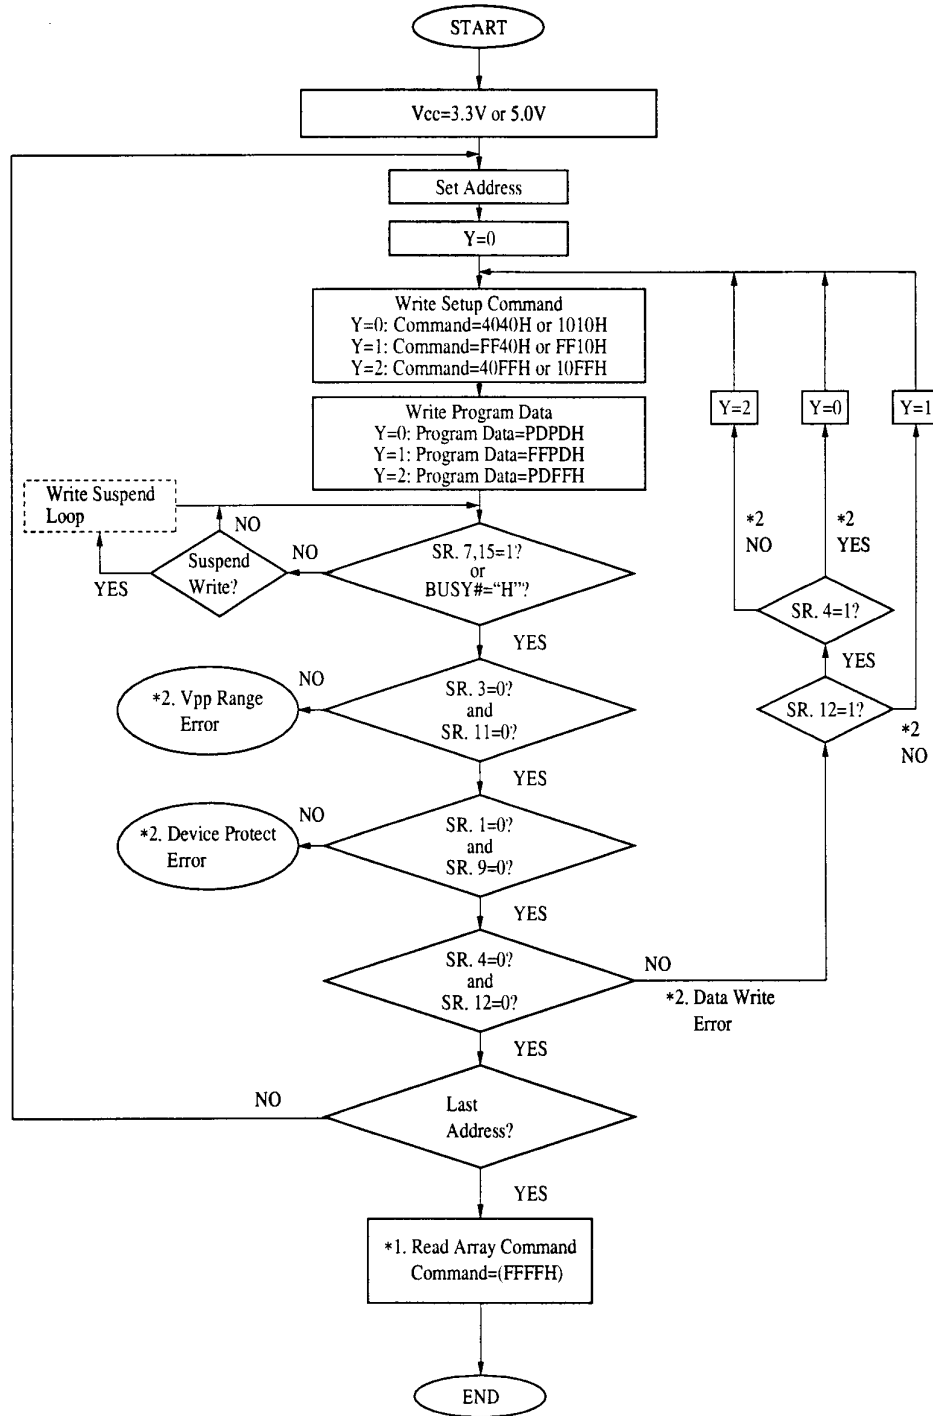 START
Vcc=3.3V or 5.0V
Set Address
Y=0
Write Setup Command
Y=0: Command=4040H or 1010H
Y=1: Command=FF40H or FF10H
Y=2: Command=40FFH or 10FFH
Y=2
Y=0
Y=1
Write Program Data
Y=0: Program Data=PDPDH
Y=1: Program Data=FFPDH
Y=2: Program Data=PDFFH
Write Suspend
Loop
NO
YES
Suspend
Write?
NO
SR. 7,15=1?
or
BUSY#="H"?
YES
*2
NO
*2
YES
SR. 4=1?
YES
SR. 12=1?
*2
NO
*2. Vpp Range
Error
NO
SR. 3=0?
and
SR. 11=0?
YES
*2. Device Protect
Error
NO
SR. 1=0?
and
SR. 9=0?
YES
SR. 4=0?
and
SR. 12=0?
NO
*2. Data Write
Error
YES
NO
Last
Address?
YES
*1. Read Array Command
Command=(FFFFH)
END